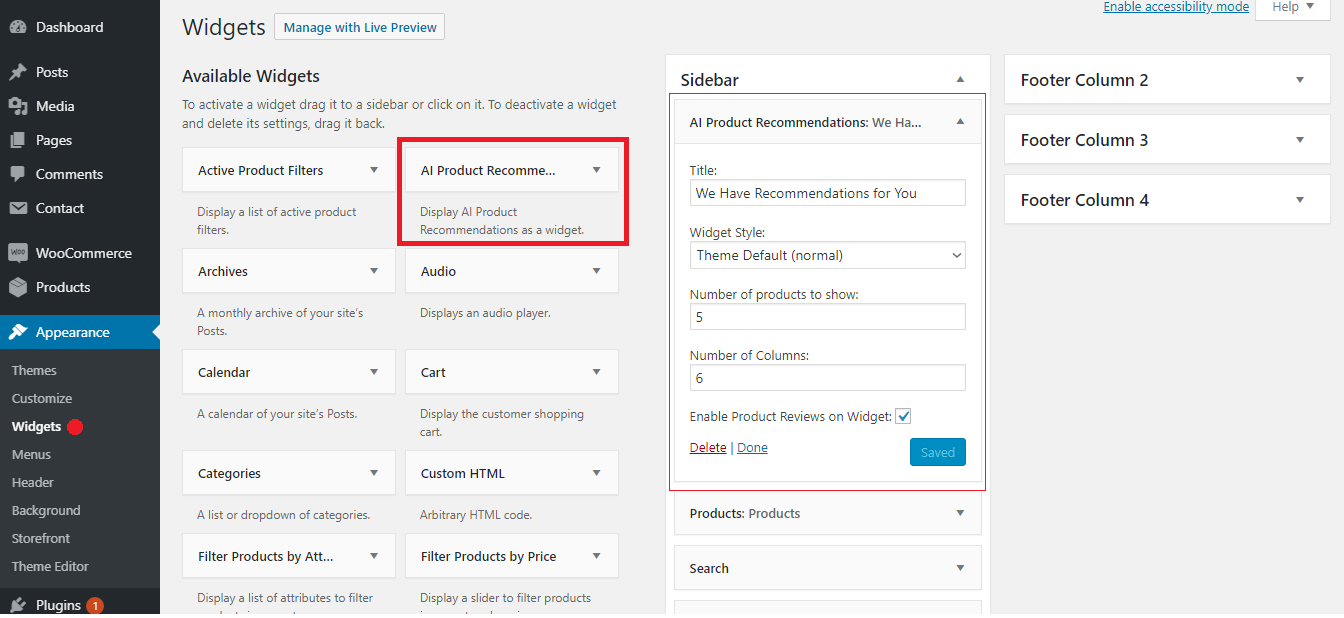 Dashboard
Posts
Media
Pages
Comments
Contact
WOO
WooCommerce
Products
Appearance
Themes
Customize
Widgets
Menus
Header
Background
Storefront
Theme Editor
Plugins 1
Widgets
Manage with Live Preview
Enable accessibility mode
Help
Available Widgets
To activate a widget drag it to a sidebar or click on it. To deactivate a widget
and delete its settings, drag it back.
Active Product Filters
Display a list of active product
filters.
AI Product Recomme...
Display AI Product
Recommendations as a widget.
Archives
A monthly archive of your site's
Posts.
Audio
Displays an audio player.
Calendar
A calendar of your site's Posts.
Cart
Display the customer shopping
cart.
Categories
A list or dropdown of categories.
Custom HTML
Arbitrary HTML code.
Filter Products by Att...
Display a list of attributes to filter
Filter Products by Price
Display a slider to filter products
Sidebar
AI Product Recommendations: We Ha...
Title:
We Have Recommendations for You
Widget Style:
Theme Default (normal)
Number of products to show:
5
Number of Columns:
6
Enable Product Reviews on Widget:
Delete | Done
Saved
Products: Products
Search
Footer Column 2
Footer Column 3
Footer Column 4